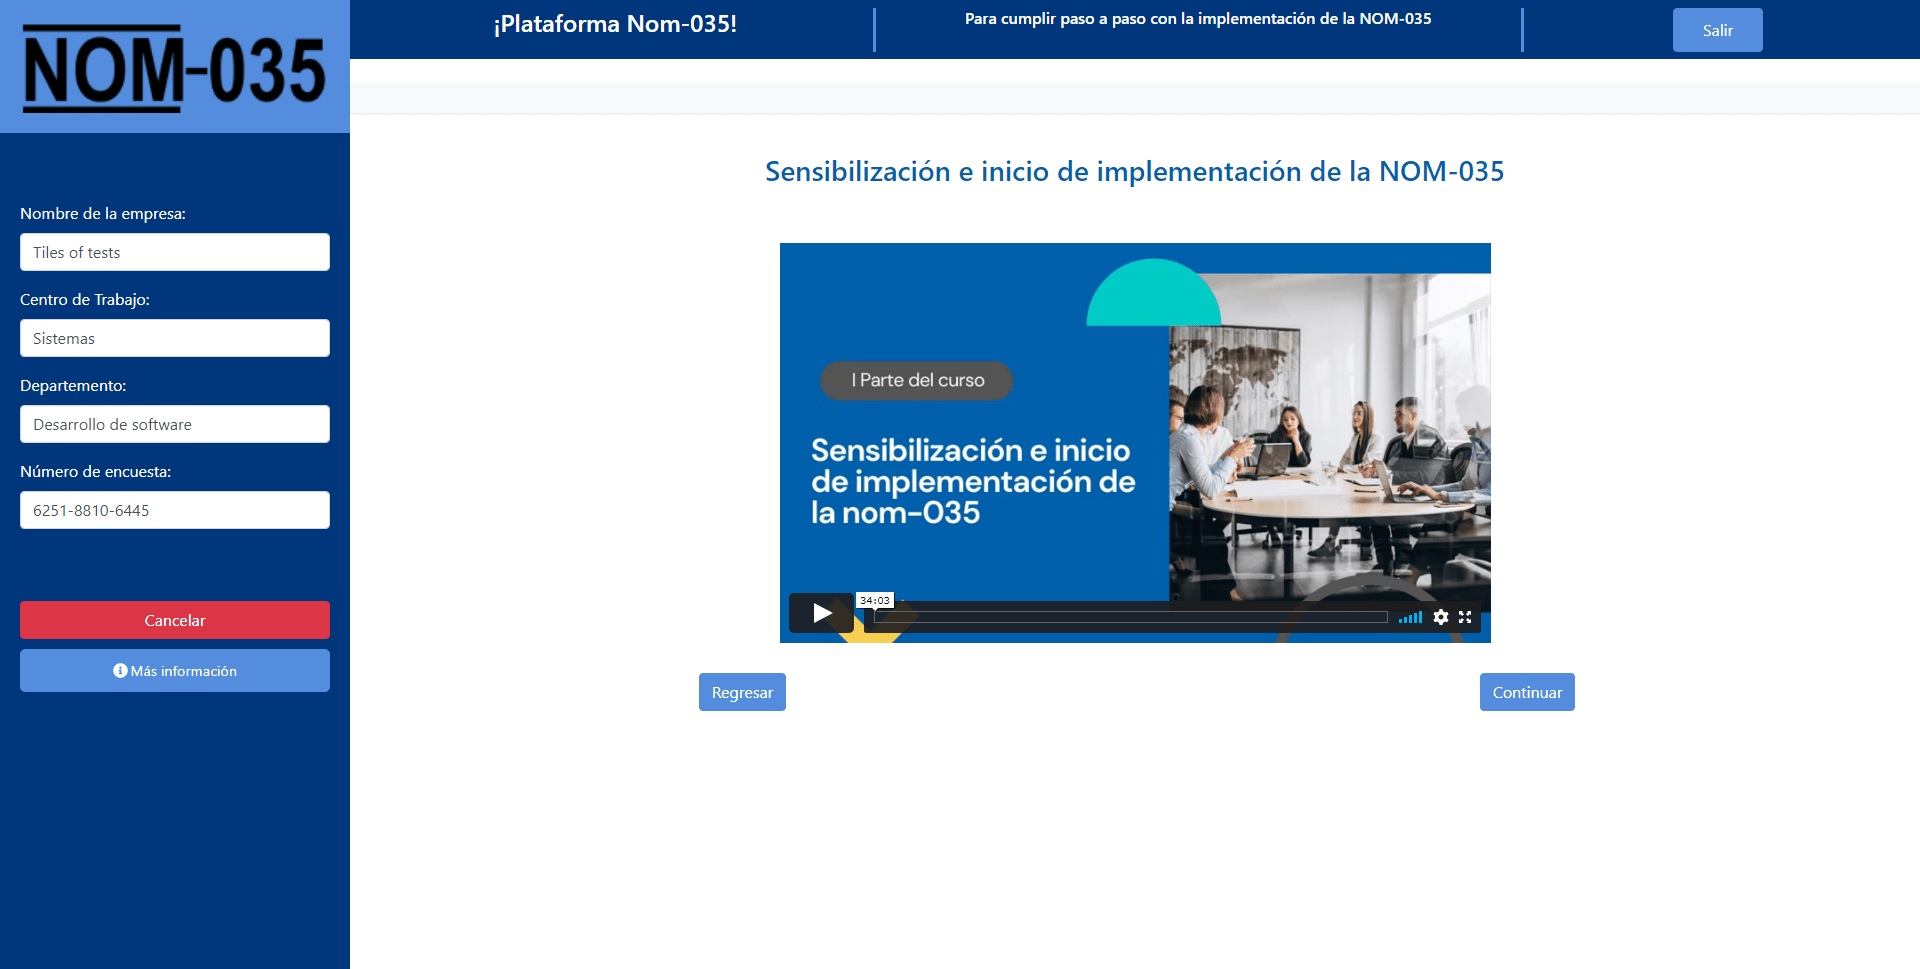 NOM-035
¡Plataforma Nom-035!
Para cumplir paso a paso con la implementación de la NOM-035
Salir
Nombre de la empresa:
Tiles of tests
Centro de Trabajo:
Sistemas
Departemento:
Desarrollo de software
Número de encuesta:
6251-8810-6445
Cancelar
Más información
Sensibilización e inicio de implementación de la NOM-035
I Parte del curso
Sensibilización e inicio
de implementación de
la nom-035
34:03
Regresar
Continuar